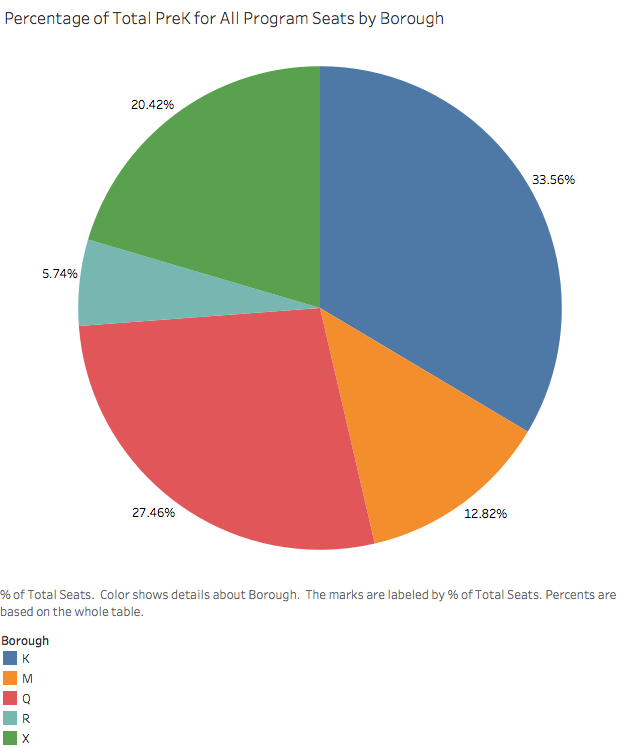 Percentage of Total PreK for All Program Seats by Borough
20.42%
33.56%
5.74%
27.46%
12.82%
% of Total Seats.  Color shows details about Borough.  The marks are labeled by % of Total Seats. Percents are
based on the whole table.
Borough
K
M
Q
R
X